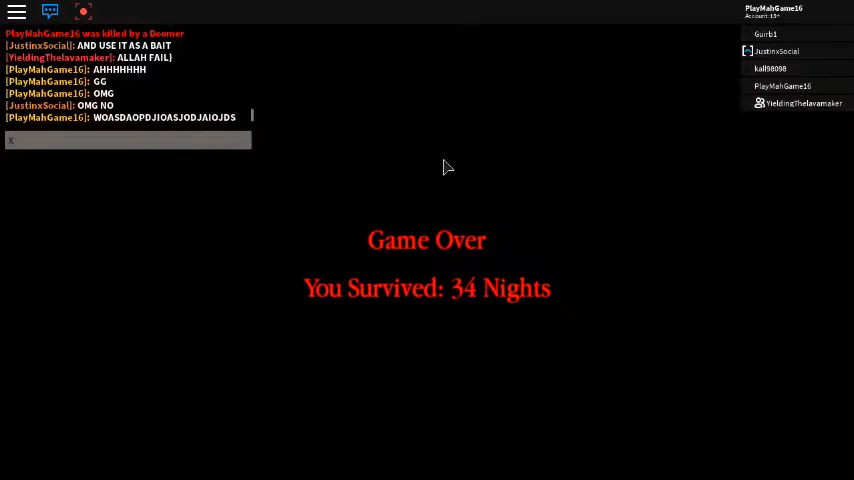 PlayMahGame16
Account: 13+
PlayMahGame16 was killed by a Boomer
[JustinxSocial]: AND USE IT AS A BAIT
[YieldingThelavamaker]: ALLAH FAIL}
[PlayMahGame16]: AHHHHHHH
[PlayMahGame16]: GG
[PlayMahGame16]: OMG
[JustinxSocial]: OMG NO
[PlayMahGame16]: WOASDAOPDJIOASJODJAIOJDS
X
Guirb1
JustinxSocial
kall98098
PlayMahGame16
YieldingThelavamaker
Game Over
You Survived: 34 Nights